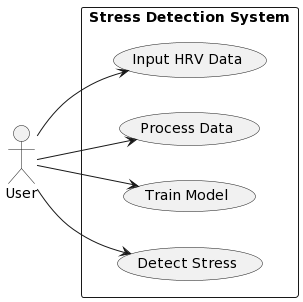 Stress Detection System
Input HRV Data
Process Data
User
Train Model
Detect Stress